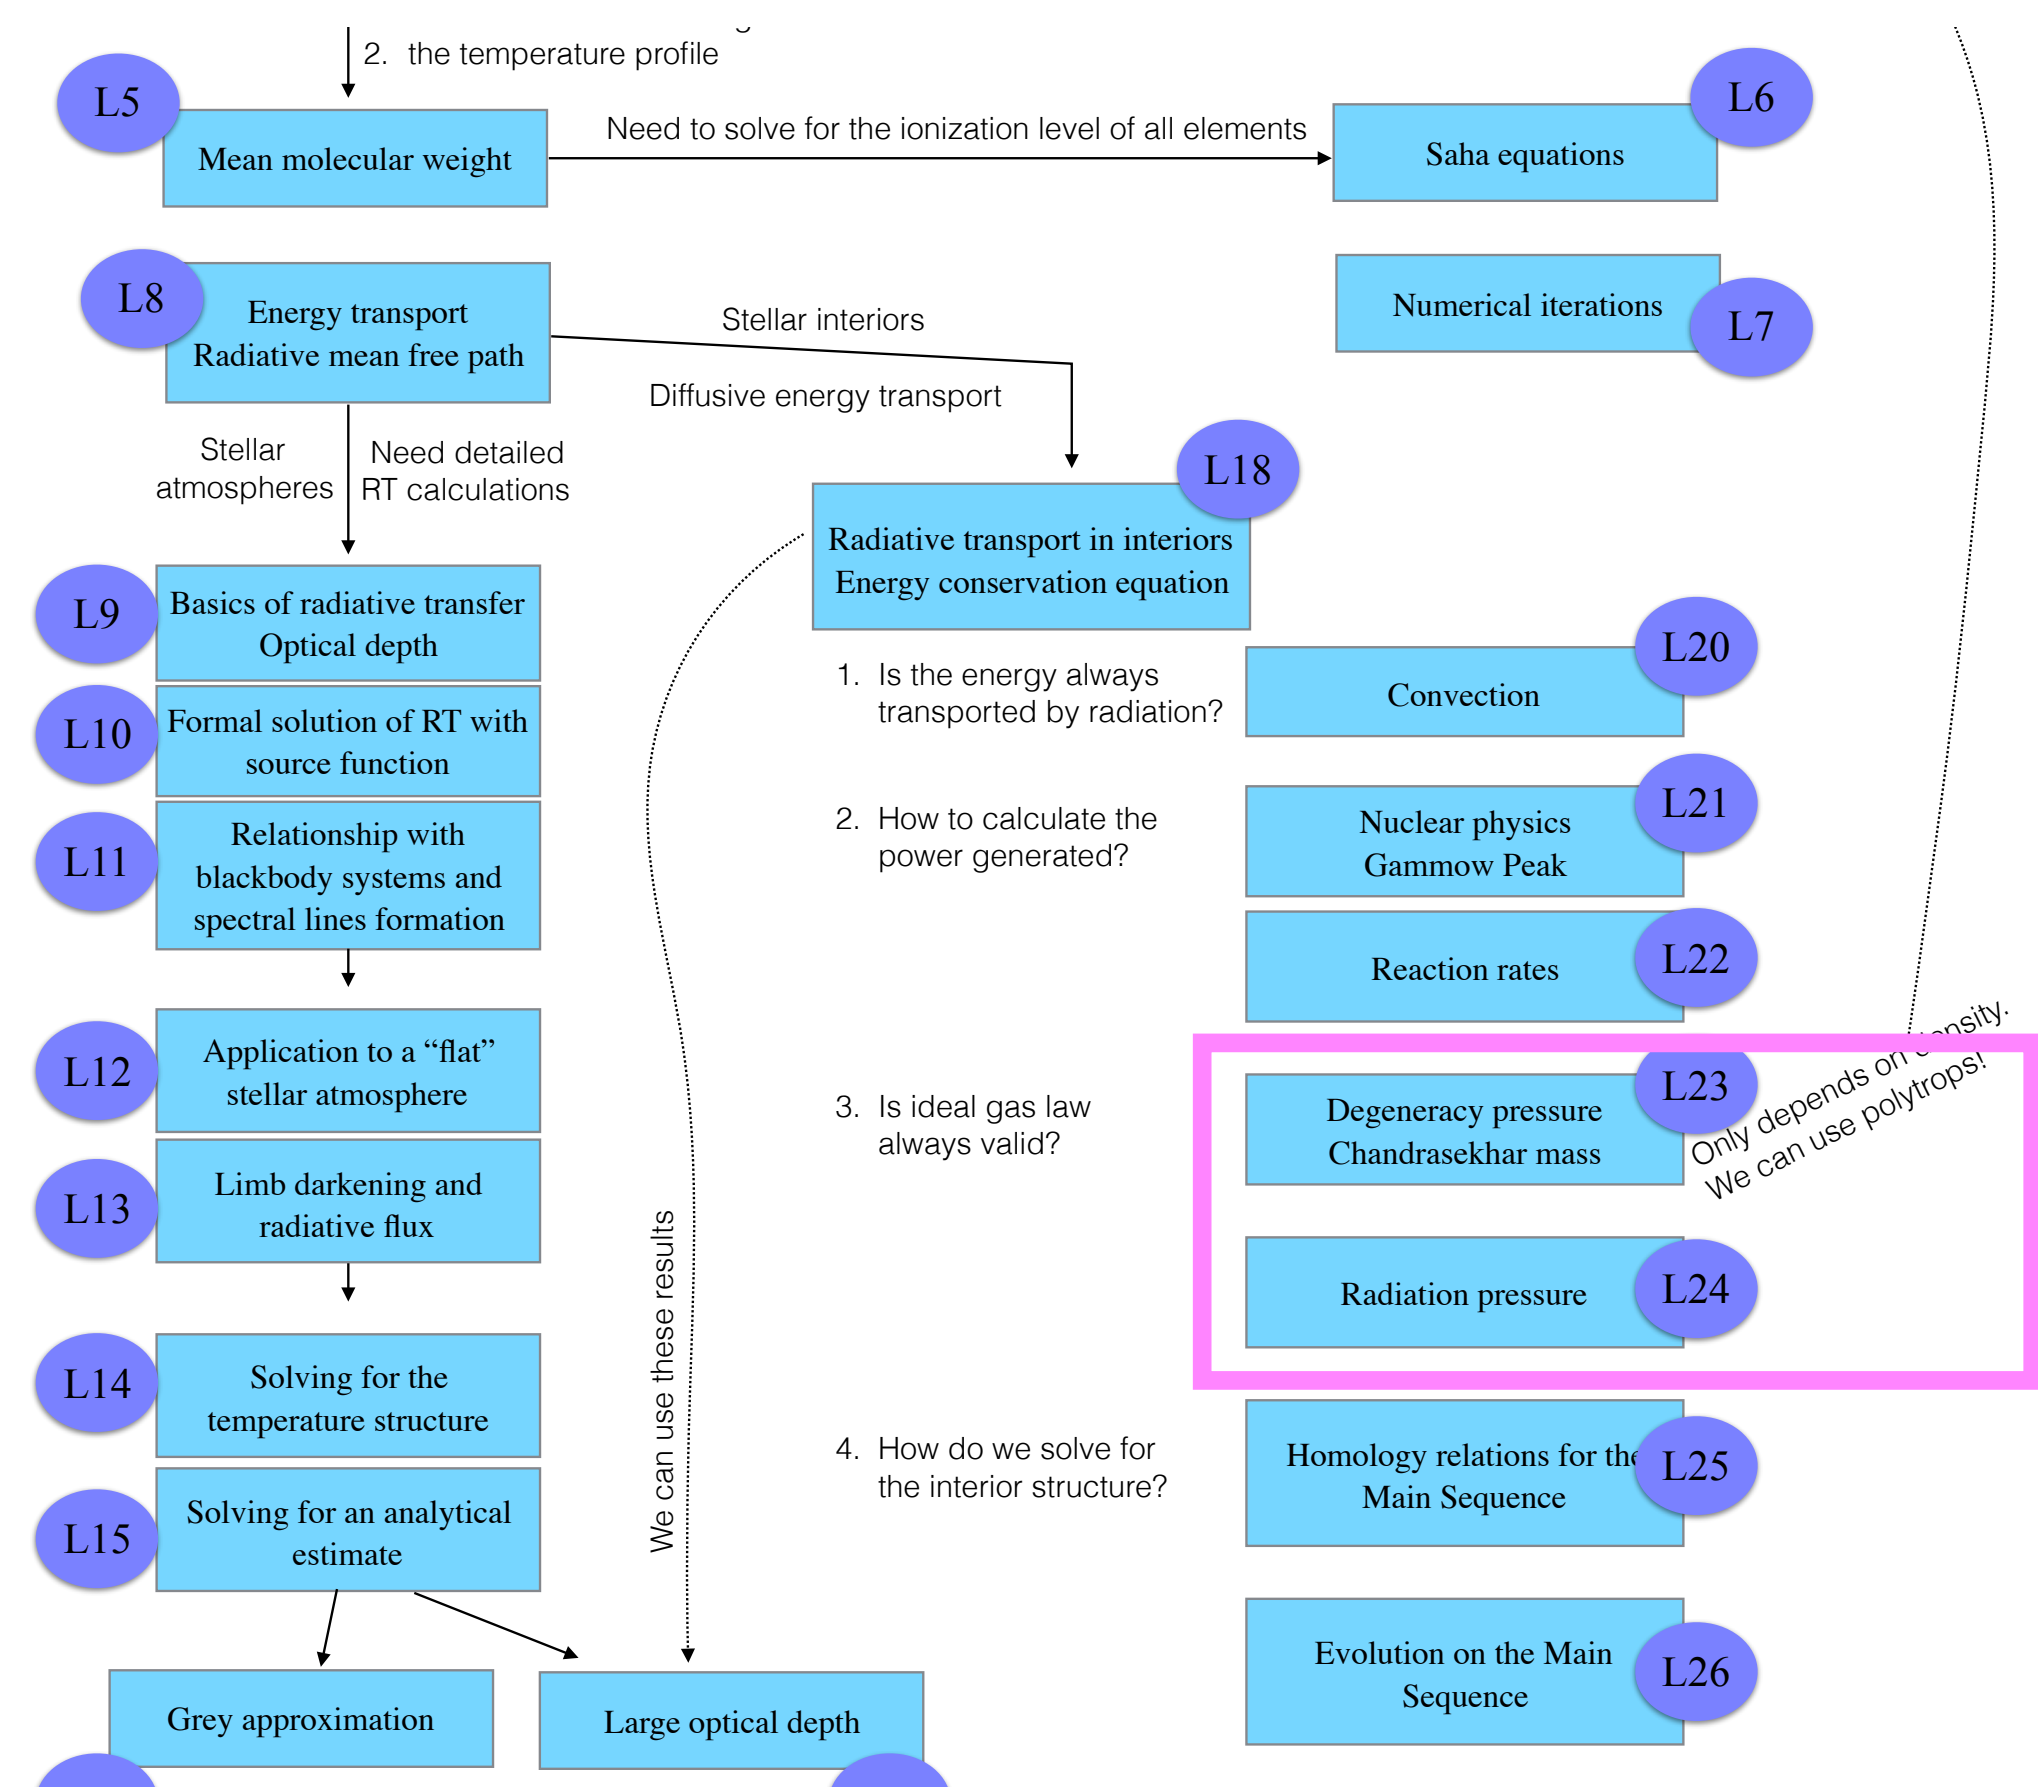 2. the temperature profile
L5
Mean molecular weight
Need to solve for the ionization level of all elements
L6
Saha equations
L8
Energy transport
Radiative mean free path
Stellar interiors
Diffusive energy transport
Numerical iterations
L7
Stellar
atmospheres
Need detailed
RT calculations
L18
Radiative transport in interiors
Energy conservation equation
L9
Basics of radiative transfer
Optical depth
L10
Formal solution of RT with
source function
L11
Relationship with
blackbody systems and
spectral lines formation
L12
Application to a “flat”
stellar atmosphere
L13
Limb darkening and
radiative flux
L14
Solving for the
temperature structure
L15
Solving for an analytical
estimate
Grey approximation
Large optical depth
We can use these results
1. Is the energy always
transported by radiation?
L20
Convection
2. How to calculate the
power generated?
L21
Nuclear physics
Gammow Peak
L22
Reaction rates
3. Is ideal gas law
always valid?
L23
Degeneracy pressure
Chandrasekhar mass
Only depends on density.
We can use polytrops!
L24
Radiation pressure
4. How do we solve for
the interior structure?
L25
Homology relations for the
Main Sequence
L26
Evolution on the Main
Sequence